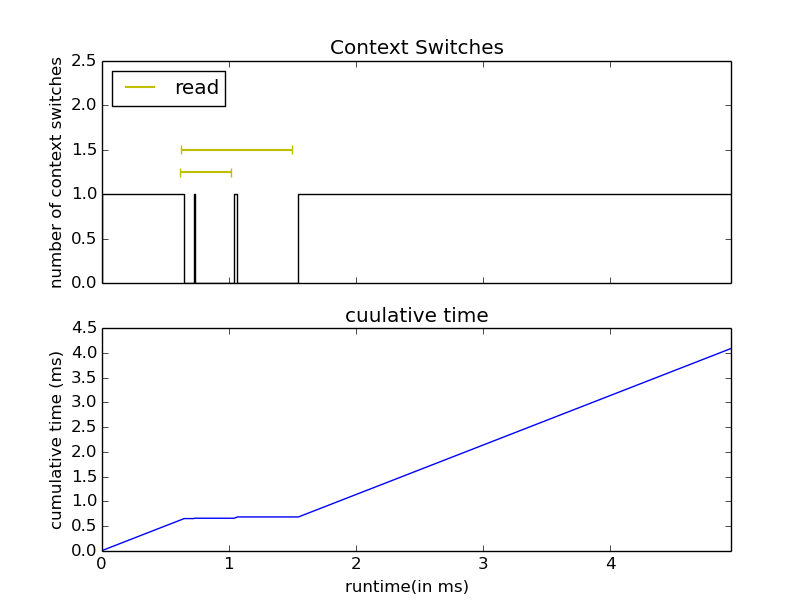 Context Switches
number of context switches
2.5
2.0
1.5
1.0
0.5
0.0
read
cuulative time
cumulative time (ms)
4.5
4.0
3.5
3.0
2.5
2.0
1.5
1.0
0.5
0.0
0 1 2 3 4
runtime(in ms)